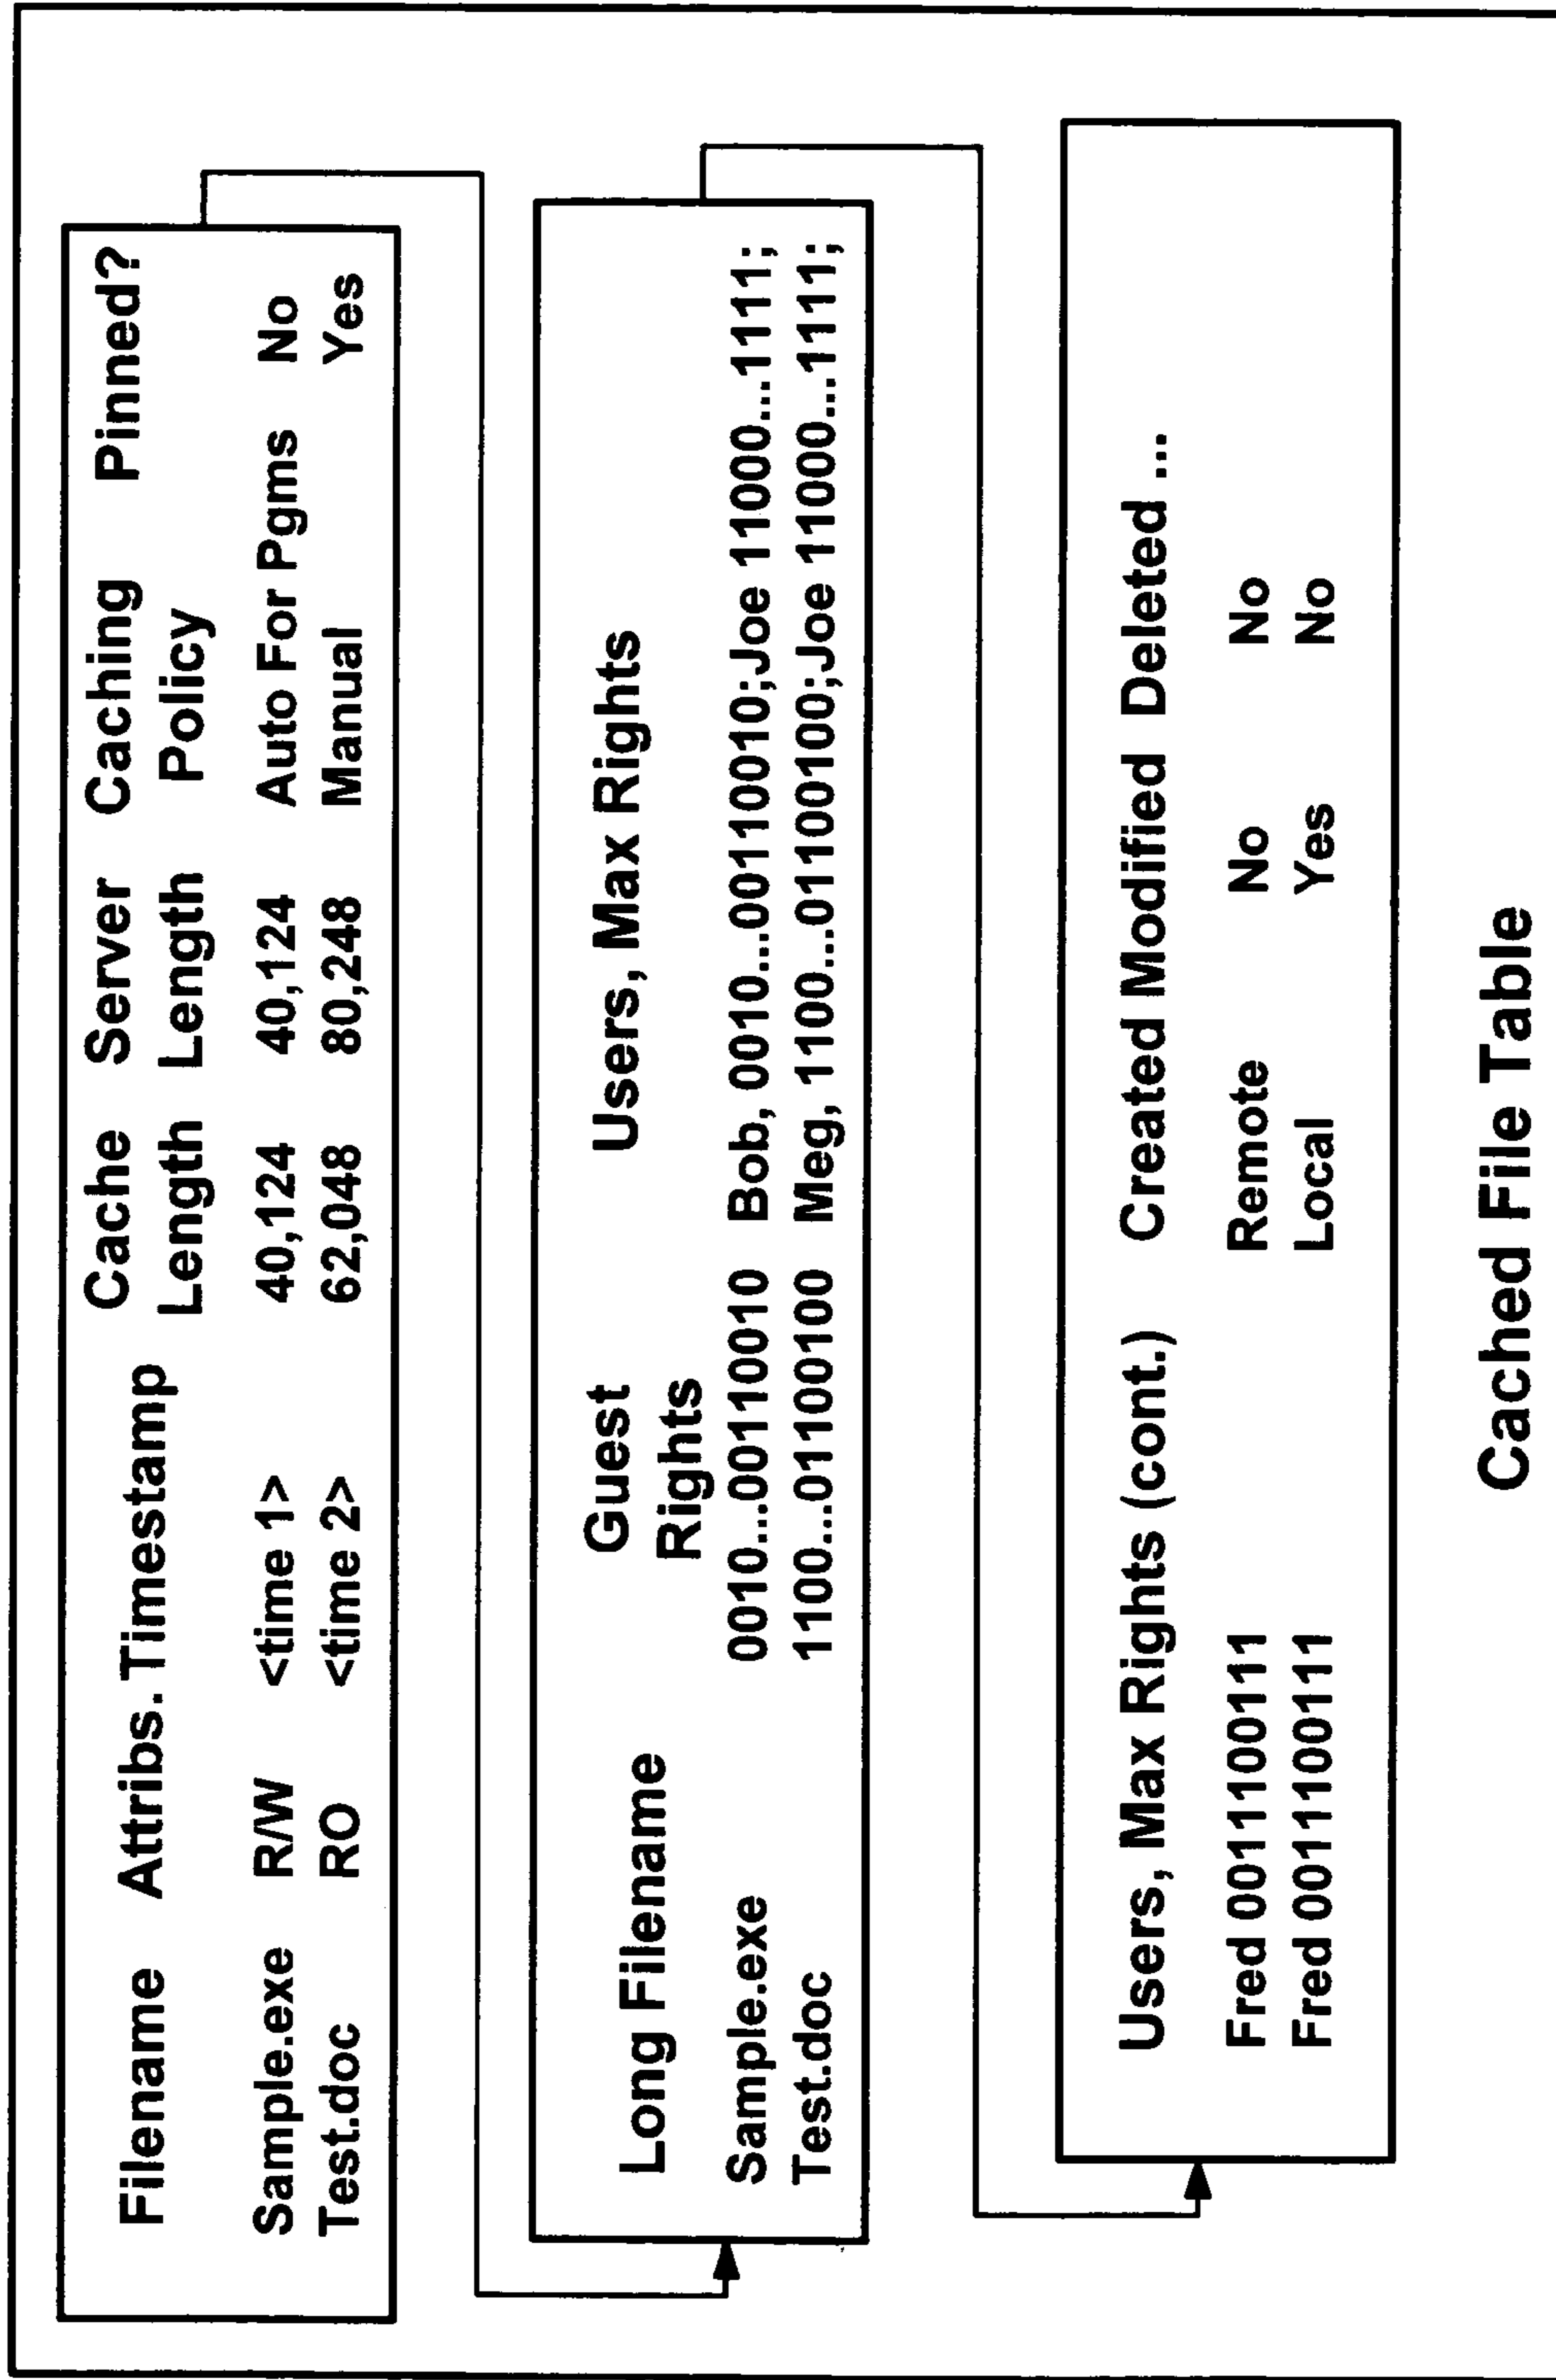 Filename Attribs. Timestamp Cache Server Caching Pinned?
Length Length Policy
Sample.exe R/W <time 1> 40,124 40,124 Auto For Pgms No
Test.doc RO <time 2> 62,048 80,248 Manual Yes
Long Filename Guest Users, Max Rights
Rights
Sample.exe 0010...00110010 Bob, 0010...00110010;Joe 11000...1111;
Test.doc 1100...01100100 Meg, 1100...01100100;Joe 11000...1111;
Users, Max Rights (cont.) Created Modified Deleted ...
Fred 0011100111 Remote No No
Fred 0011100111 Local Yes No
Cached File Table